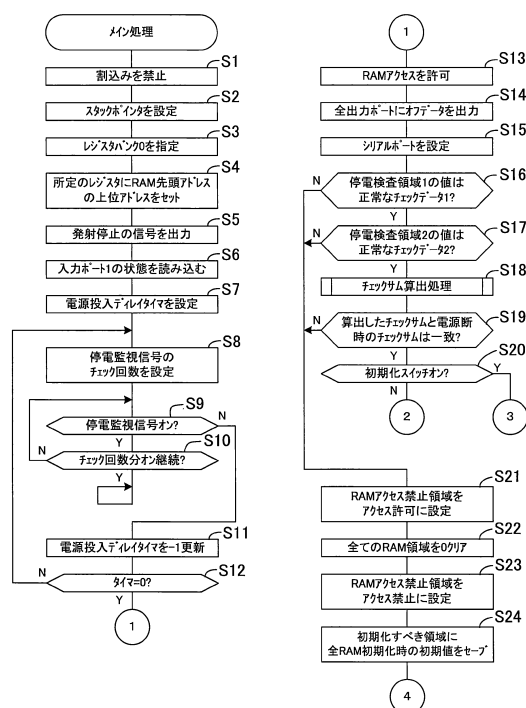 メイン処理
S1
割込みを禁止
S2
スタックポインタを設定
S3
レジスタバンク0を指定
S4
所定のレジスタにRAM先頭アドレス
の上位アドレスをセット
S5
発射停止の信号を出力
S6
入力ポート1の状態を読み込む
S7
電源投入ディレイタイマを設定
S8
停電監視信号の
チェック回数を設定
S9
停電監視信号オン?
N
Y
S10
チェック回数分オン継続?
N
Y
S11
電源投入ディレイタイマを-1更新
S12
タイマ=0?
N
Y
1
1
S13
RAMアクセスを許可
S14
全出力ポートにオフデータを出力
S15
シリアルポートを設定
S16
停電検査領域1の値は
正常なチェックデータ1?
N
Y
S17
停電検査領域2の値は
正常なチェックデータ2?
N
Y
S18
チェックサム算出処理
S19
算出したチェックサムと電源断
時のチェックサムは一致?
N
Y
S20
初期化スイッチオン?
Y
N
2
3
S21
RAMアクセス禁止領域を
アクセス許可に設定
S22
全てのRAM領域を0クリア
S23
RAMアクセス禁止領域を
アクセス禁止に設定
S24
初期化すべき領域に
全RAM初期化時の初期値をセーブ
4